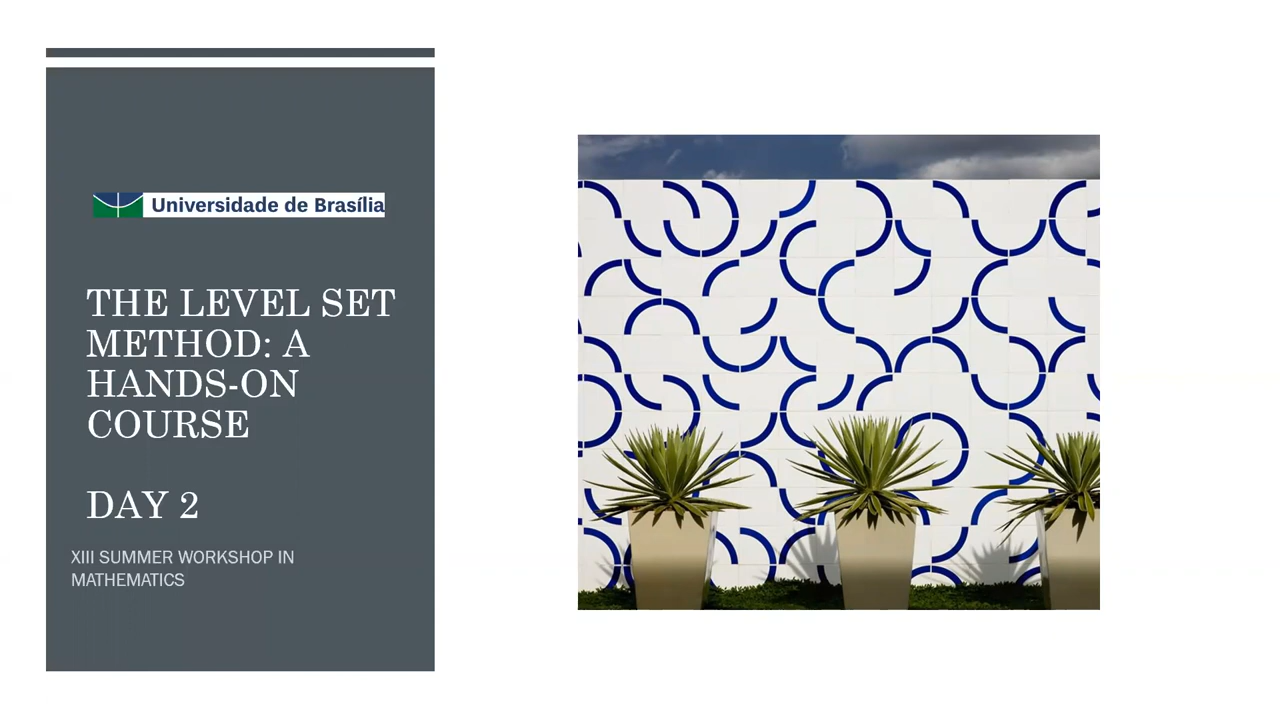 Universidade de Brasília
THE LEVEL SET
METHOD: A
HANDS-ON
COURSE
DAY 2
XIII SUMMER WORKSHOP IN
MATHEMATICS